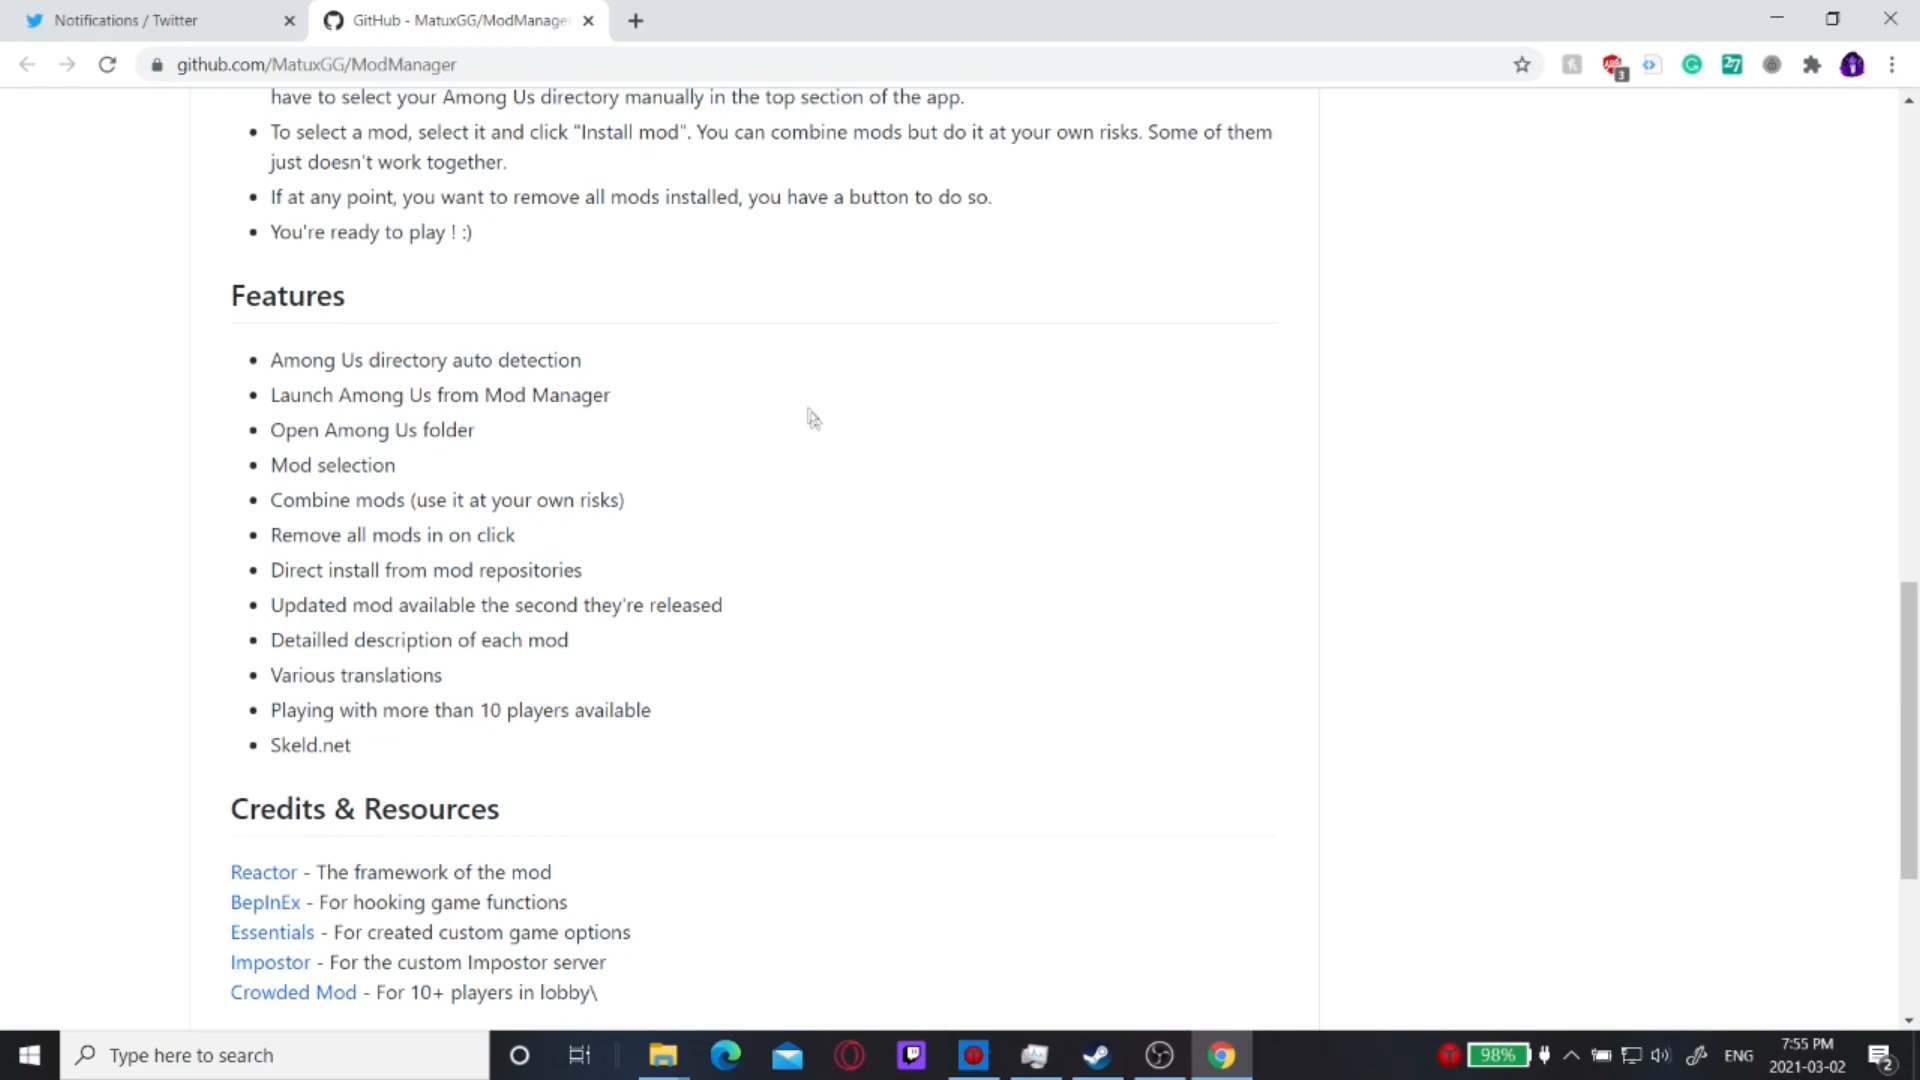 Notifications / Twitter
GitHub - MatuxGG/ModManager
github.com/MatuxGG/ModManager
3
27
have to select your Among Us directory manually in the top section of the app.
• To select a mod, select it and click "Install mod". You can combine mods but do it at your own risks. Some of them
just doesn't work together.
• If at any point, you want to remove all mods installed, you have a button to do so.
• You're ready to play ! :)
Features
• Among Us directory auto detection
• Launch Among Us from Mod Manager
• Open Among Us folder
• Mod selection
• Combine mods (use it at your own risks)
• Remove all mods in on click
• Direct install from mod repositories
• Updated mod available the second they're released
• Detailled description of each mod
• Various translations
• Playing with more than 10 players available
• Skeld.net
Credits & Resources
Reactor - The framework of the mod
BepInEx - For hooking game functions
Essentials - For created custom game options
Impostor - For the custom Impostor server
Crowded Mod - For 10+ players in lobby\
Type here to search
98%
ENG
7:55 PM
2021-03-02
2